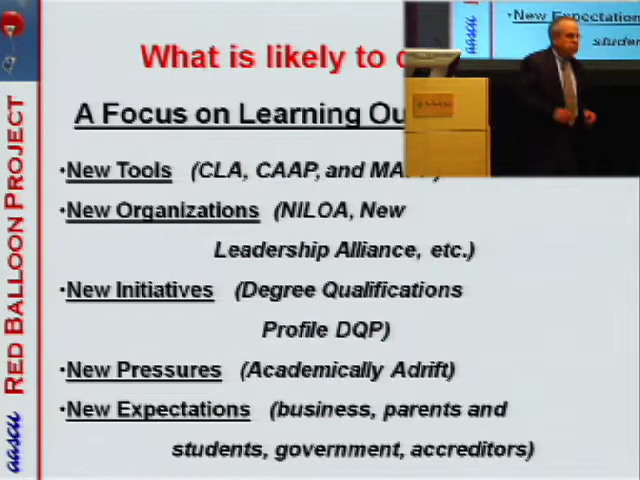 What is likely to
A Focus on Learning
•New Tools (CLA, CAAP, and
•New Organizations (NILOA, New
Leadership Alliance, etc.)
•New Initiatives (Degree Qualifications
Profile DQP)
•New Pressures (Academically Adrift)
•New Expectations (business, parents and
students, government, accreditors)
aascu RED BALLOON PROJECT
•New Expectation